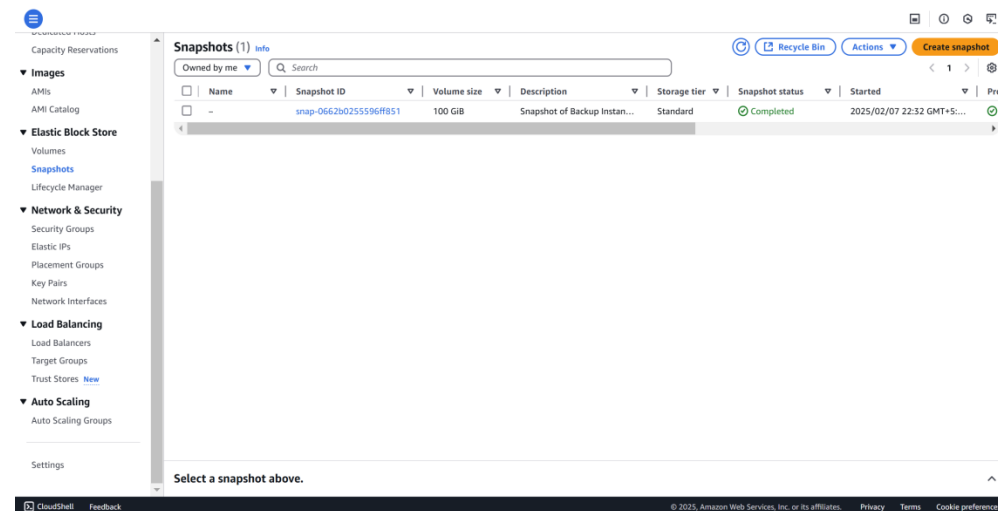 Capacity Reservations
Images
AMIs
AMI Catalog
Elastic Block Store
Volumes
Snapshots
Lifecycle Manager
Network & Security
Security Groups
Elastic IPs
Placement Groups
Key Pairs
Network Interfaces
Load Balancing
Load Balancers
Target Groups
Trust Stores New
Auto Scaling
Auto Scaling Groups
Settings
Snapshots (1) Info
Recycle Bin
Actions
Create snapshot
Owned by me
Search
1
Name Snapshot ID Volume size Description Storage tier Snapshot status Started
– snap-0662b0255596ff851 100 GiB Snapshot of Backup Instan... Standard Completed 2025/02/07 22:32 GMT+5:...
Select a snapshot above.
CloudShell Feedback © 2025, Amazon Web Services, Inc. or its affiliates. Privacy Terms Cookie preference